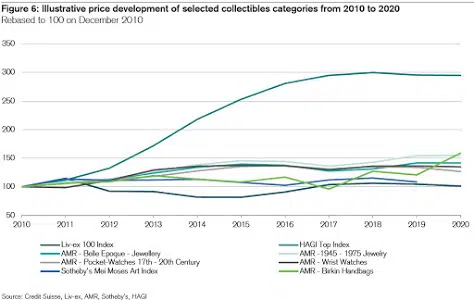 Figure 6: Illustrative price development of selected collectibles categories from 2010 to 2020
Rebased to 100 on December 2010
350
300
250
200
150
100
50
2010 2011 2012 2013 2014 2015 2016 2017 2018 2019 2020
Liv-ex 100 Index
HAGI Top Index
AMR - Belle Epoque - Jewellery
AMR -1945 - 1975 Jewelry
AMR - Pocket-Watches 17th - 20th Century
AMR - Wrist Watches
Sotheby's Mei Moses Art Index
AMR - Birkin Handbags
Source: Credit Suisse, Liv-ex, AMR, Sotheby's, HAGI